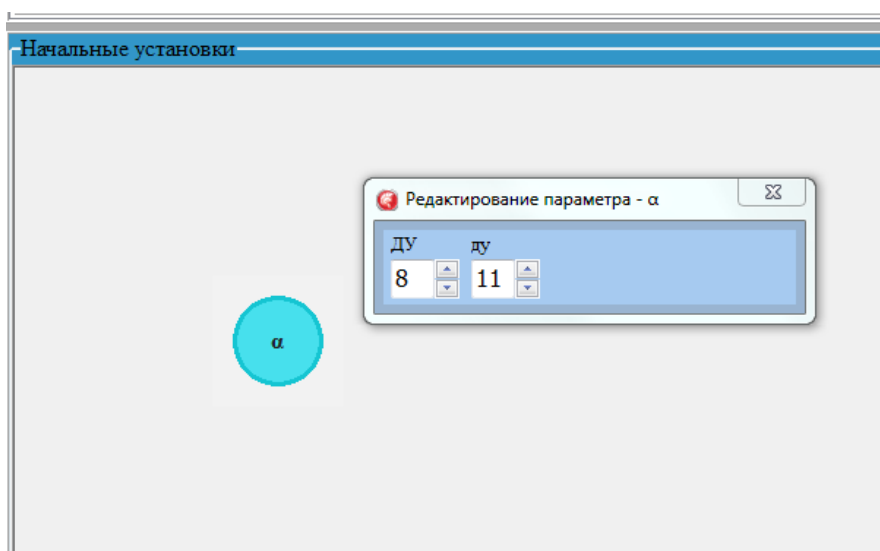 Начальные установки
Редактирование параметра - α
ДУ ду
8 11
α